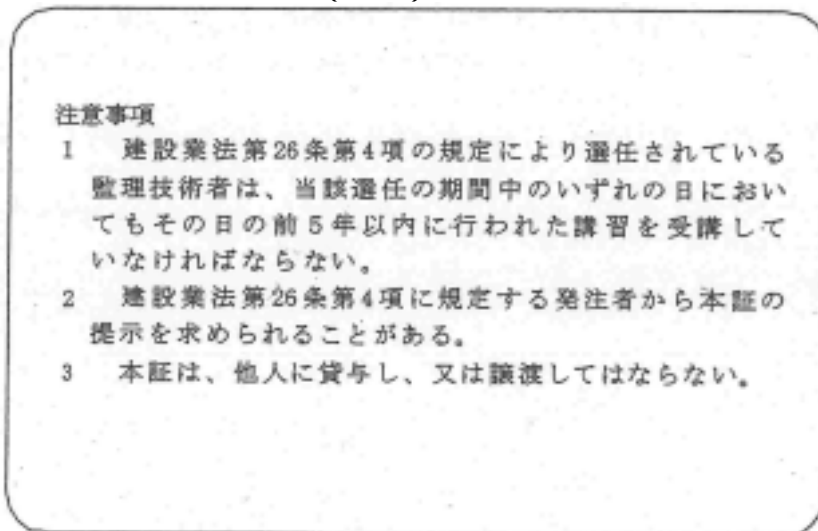 注意事項
1 建設業法第26条第4項の規定により選任されている
監理技術者は、当該選任の期間中のいずれの日におい
てもその日の前5年以内に行われた講習を受講して
いなければならない。
2 建設業法第26条第4項に規定する発注者から本証の
提示を求められることがある。
3 本証は、他人に貸与し、又は譲渡してはならない。